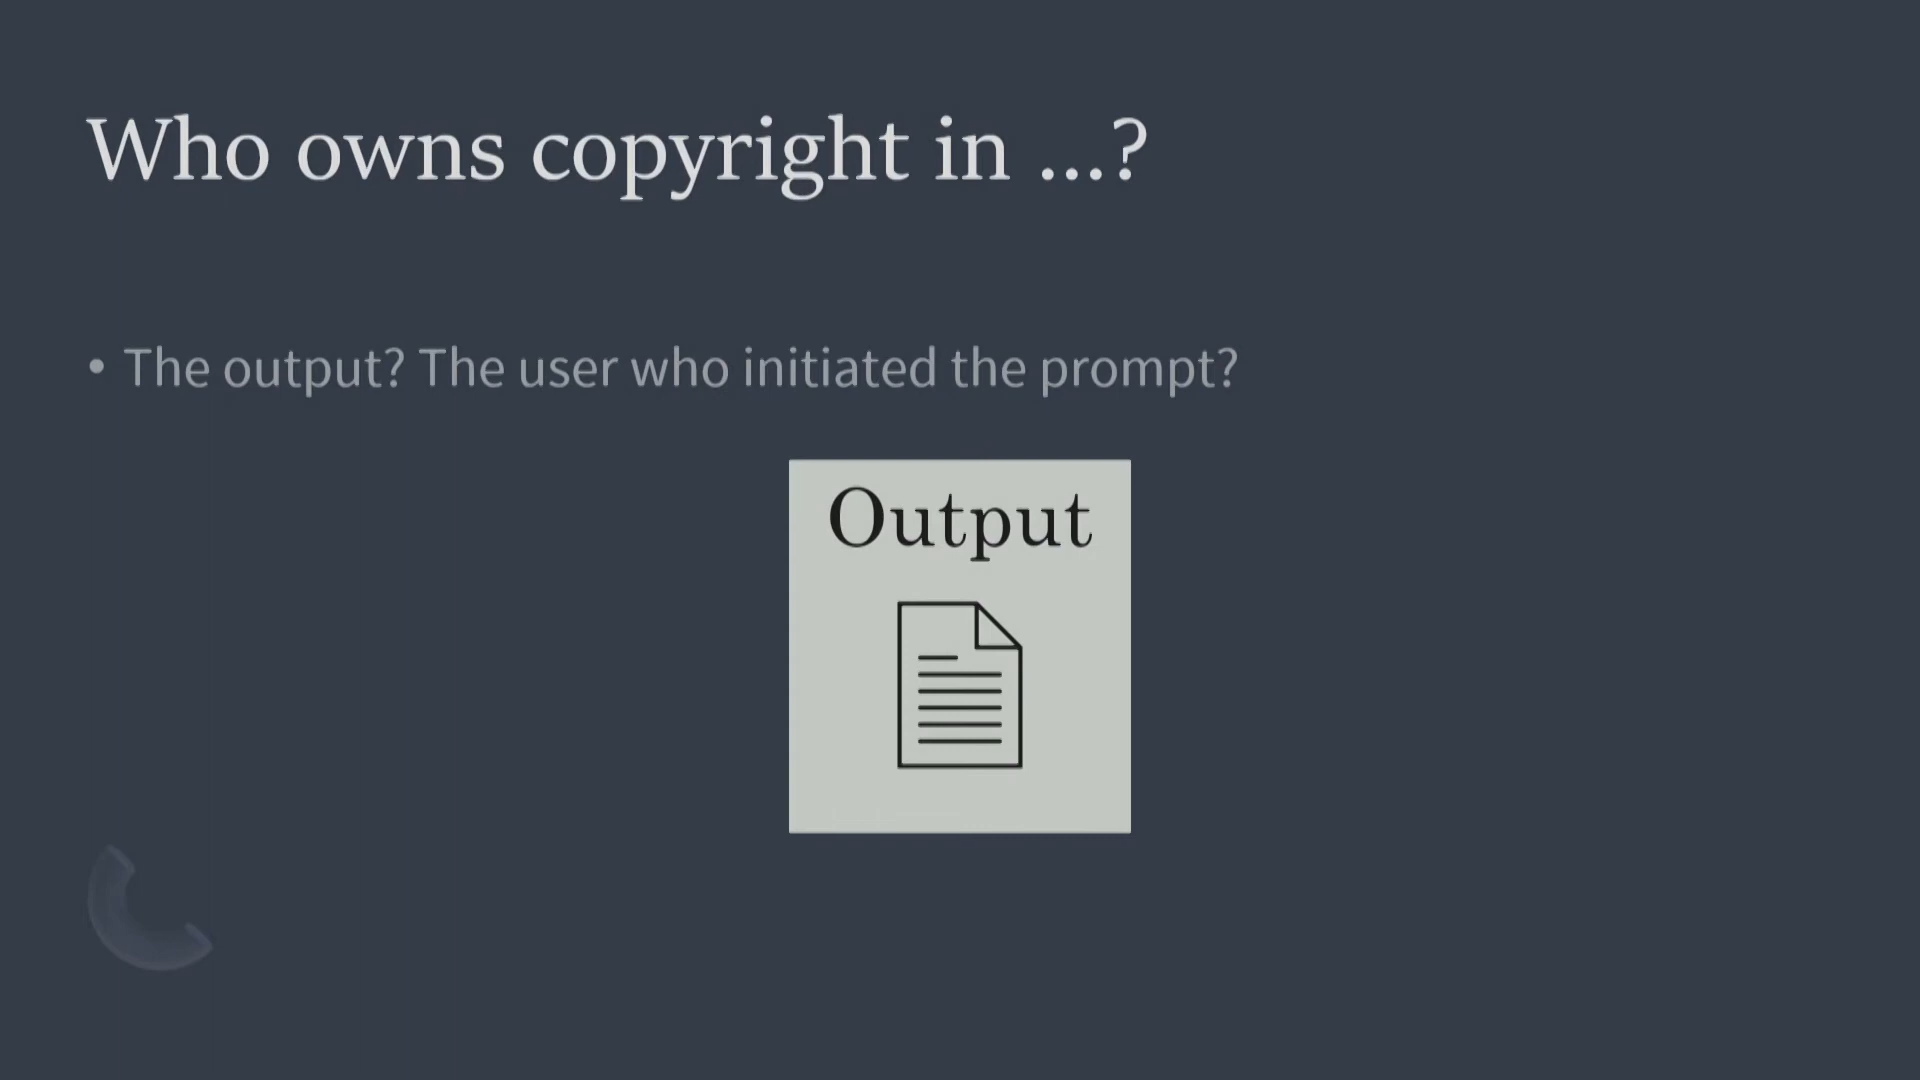 Who owns copyright in ...?
• The output? The user who initiated the prompt?
Output